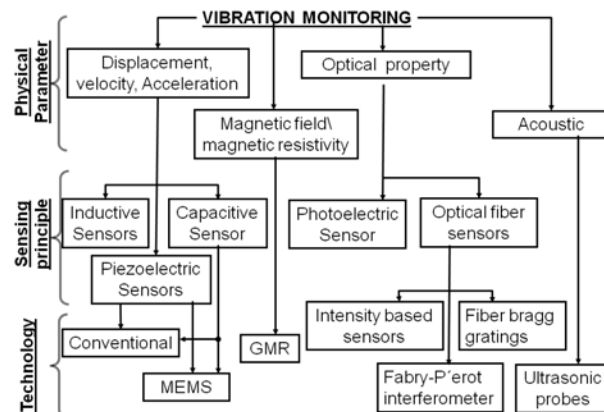 VIBRATION MONITORING
Physical
Parameter
Displacement,
velocity, Acceleration
Optical property
Magnetic field\
magnetic resistivity
Acoustic
Sensing
principle
Inductive
Sensors
Capacitive
Sensor
Photoelectric
Sensor
Optical fiber
sensors
Piezoelectric
Sensors
Intensity based
sensors
Fiber bragg
gratings
Technology
Conventional
GMR
MEMS
Fabry-P´erot
interferometer
Ultrasonic
probes